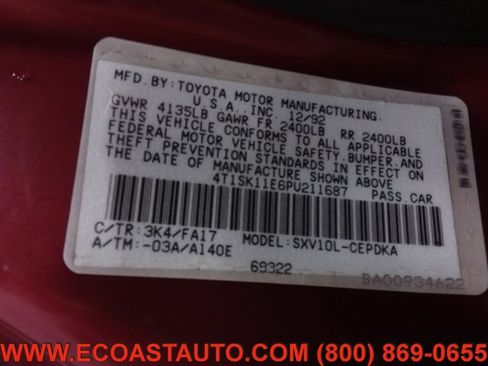 MFD. BY: TOYOTA MOTOR MANUFACTURING,
U.S.A., INC. 12/92
GVWR 4135LB GAWR FR 2400LB RR 2400LB
THIS VEHICLE CONFORMS TO ALL APPLICABLE
FEDERAL MOTOR VEHICLE SAFETY, BUMPER, AND
THEFT PREVENTION STANDARDS IN EFFECT ON
THE DATE OF MANUFACTURE SHOWN ABOVE
4T1SK11E6PU211687 PASS. CAR
C/TR: 3K4/FA17 MODEL: SXV10L-CEPDKA
A/TM: -03A/A140E
69322
BA00934622
WWW.ECOASTAUTO.COM (800) 869-0655